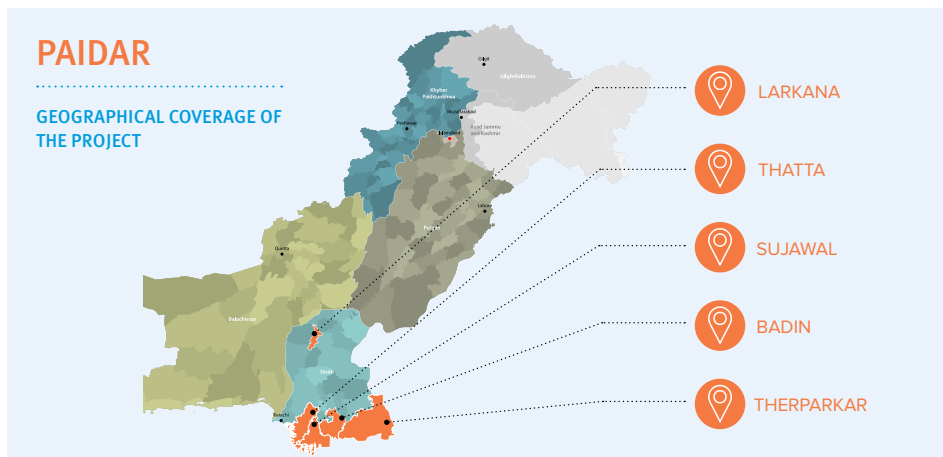 PAIDAR
GEOGRAPHICAL COVERAGE OF
THE PROJECT
Gilgit
Gilgit-Baltistan
Khyber
Pakhtunkhwa
Muzaffarabad
Peshawar
Islamabad
Azad Jammu
and Kashmir
Lahore
Punjab
Quetta
Balochistan
Sindh
Karachi
LARKANA
THATTA
SUJAWAL
BADIN
THERPARKAR